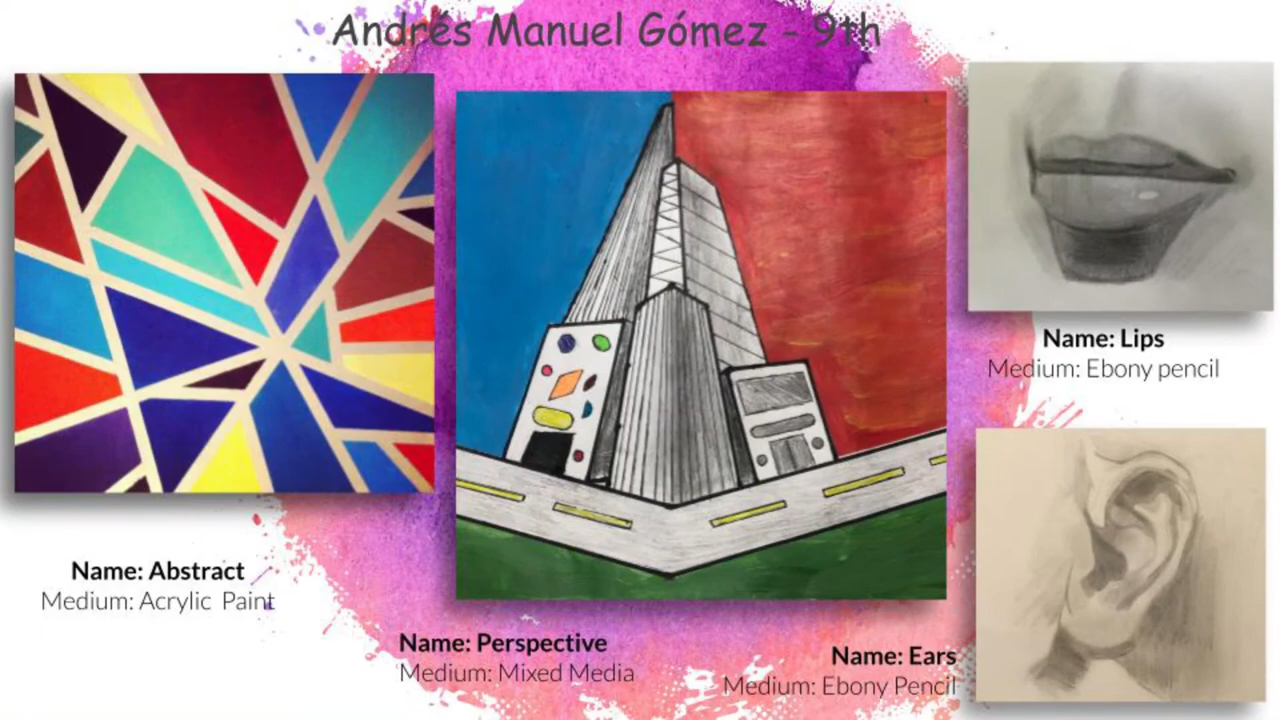 Andrés Manuel Gómez - 9th
Name: Lips
Medium: Ebony pencil
Name: Abstract
Medium: Acrylic Paint
Name: Perspective
Medium: Mixed Media
Name: Ears
Medium: Ebony Pencil